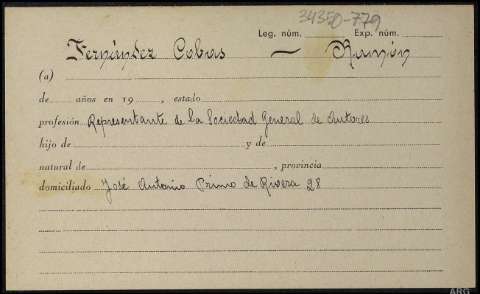 34350-779
Leg. núm. Exp. núm.
Fernández Cobas — Ramón
(a)
de años en 19 , estado
profesión Representante de la Sociedad General de Autores
hijo de y de
natural de , provincia
domiciliado José Antonio Primo de Rivera 28
ARG